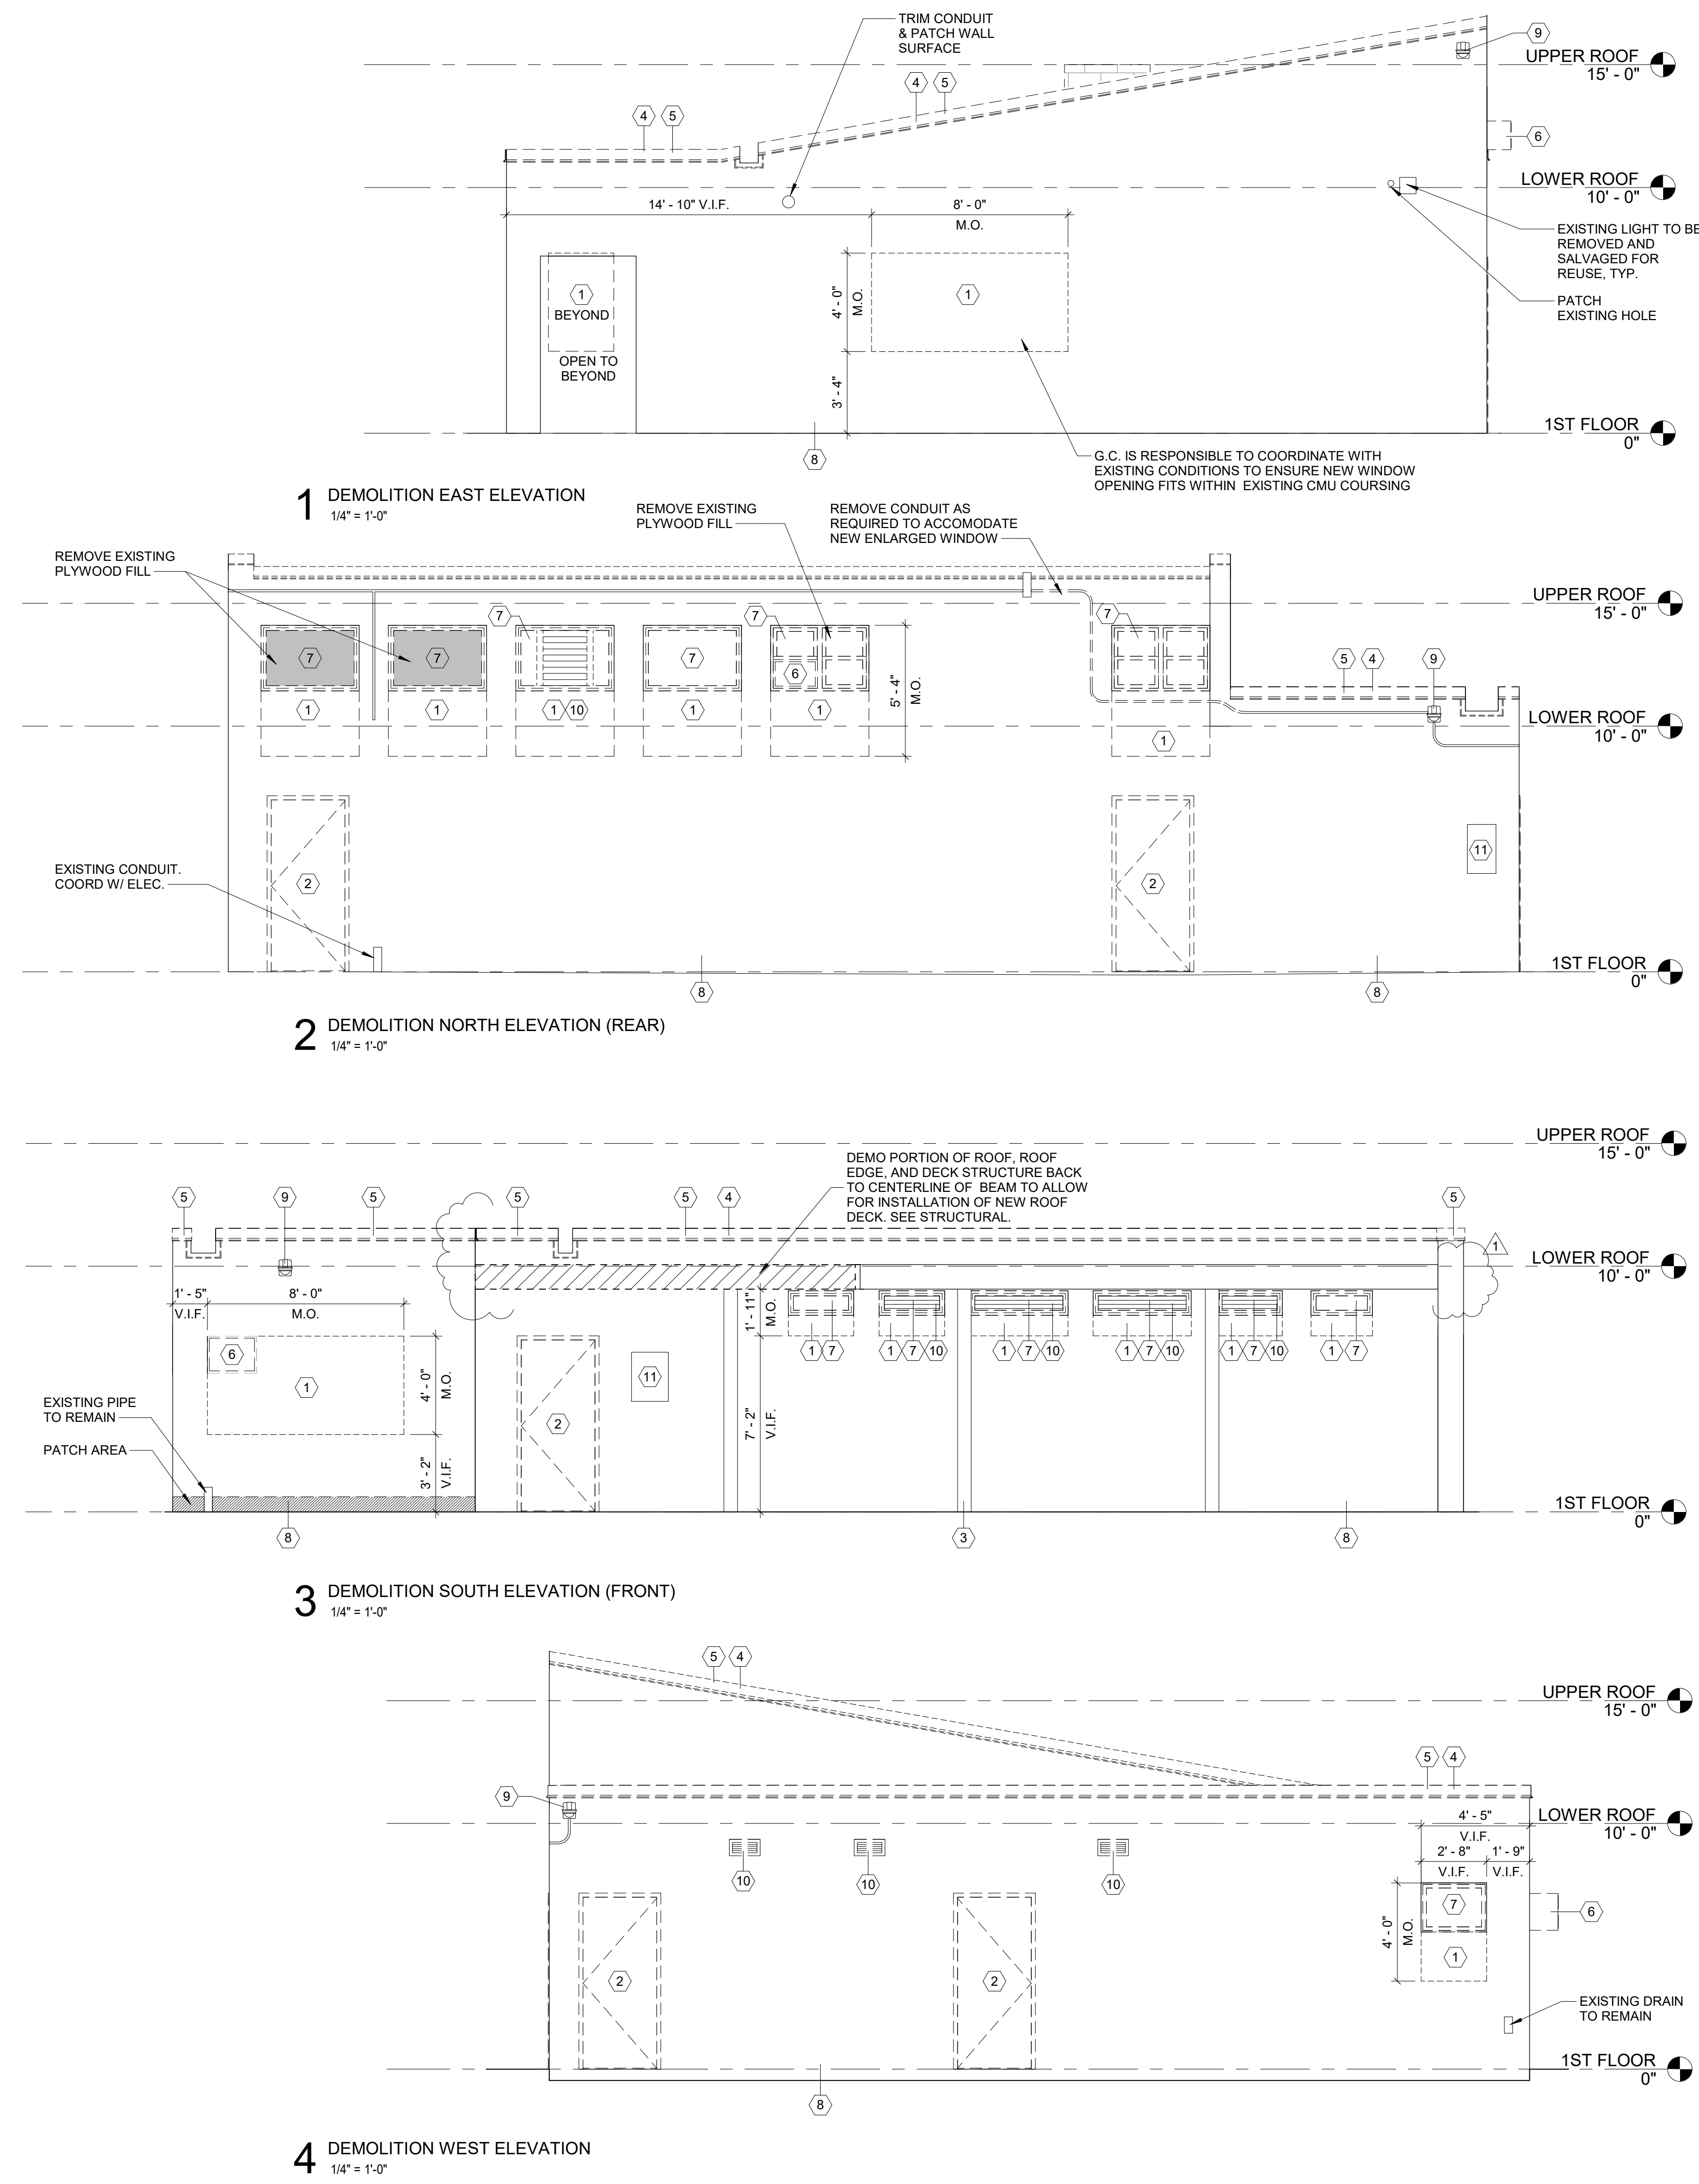 TRIM CONDUIT
& PATCH WALL
SURFACE
9
UPPER ROOF
15' - 0"
4
5
4
5
6
LOWER ROOF
10' - 0"
14' - 10" V.I.F.
8' - 0"
M.O.
EXISTING LIGHT TO BE
REMOVED AND
SALVAGED FOR
REUSE, TYP.
1
BEYOND
4' - 0"
M.O.
1
PATCH
EXISTING HOLE
OPEN TO
BEYOND
3' - 4"
1ST FLOOR
0"
8
G.C. IS RESPONSIBLE TO COORDINATE WITH
EXISTING CONDITIONS TO ENSURE NEW WINDOW
OPENING FITS WITHIN EXISTING CMU COURSING
1 DEMOLITION EAST ELEVATION
1/4" = 1'-0"
REMOVE EXISTING
PLYWOOD FILL
REMOVE CONDUIT AS
REQUIRED TO ACCOMODATE
NEW ENLARGED WINDOW
REMOVE EXISTING
PLYWOOD FILL
UPPER ROOF
15' - 0"
7
7
7
7
7
7
6
5' - 4"
M.O.
5
4
9
1
1
1
10
1
1
1
LOWER ROOF
10' - 0"
11
EXISTING CONDUIT.
COORD W/ ELEC.
2
2
1ST FLOOR
0"
8
8
2 DEMOLITION NORTH ELEVATION (REAR)
1/4" = 1'-0"
UPPER ROOF
15' - 0"
DEMO PORTION OF ROOF, ROOF
EDGE, AND DECK STRUCTURE BACK
TO CENTERLINE OF BEAM TO ALLOW
FOR INSTALLATION OF NEW ROOF
DECK. SEE STRUCTURAL.
5
9
5
5
5
4
5
1
LOWER ROOF
10' - 0"
1' - 5"
V.I.F.
8' - 0"
M.O.
1' - 11"
M.O.
6
1
7
1
7
10
1
7
10
1
7
10
1
7
10
1
7
1
4' - 0"
M.O.
11
2
7' - 2"
V.I.F.
EXISTING PIPE
TO REMAIN
PATCH AREA
3' - 2"
V.I.F.
1ST FLOOR
0"
8
3
8
3 DEMOLITION SOUTH ELEVATION (FRONT)
1/4" = 1'-0"
5
4
UPPER ROOF
15' - 0"
5
4
9
4' - 5"
V.I.F.
LOWER ROOF
10' - 0"
2' - 8"
V.I.F.
1' - 9"
V.I.F.
10
10
10
7
6
4' - 0"
M.O.
1
2
2
EXISTING DRAIN
TO REMAIN
1ST FLOOR
0"
8
4 DEMOLITION WEST ELEVATION
1/4" = 1'-0"